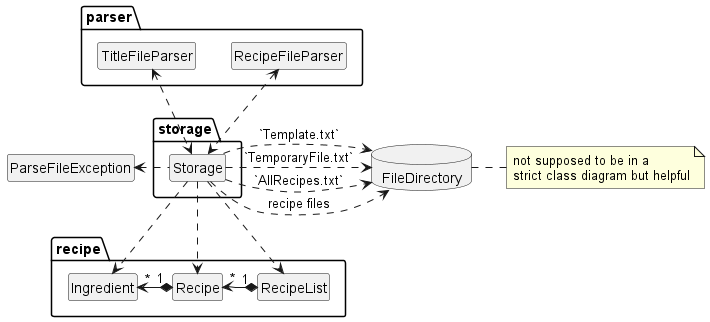 parser
TitleFileParser
RecipeFileParser
storage
Storage
ParseFileException
`Template.txt`
`TemporaryFile.txt`
`AllRecipes.txt`
recipe files
FileDirectory
not supposed to be in a
strict class diagram but helpful
recipe
Ingredient
* 1
Recipe
* 1
RecipeList